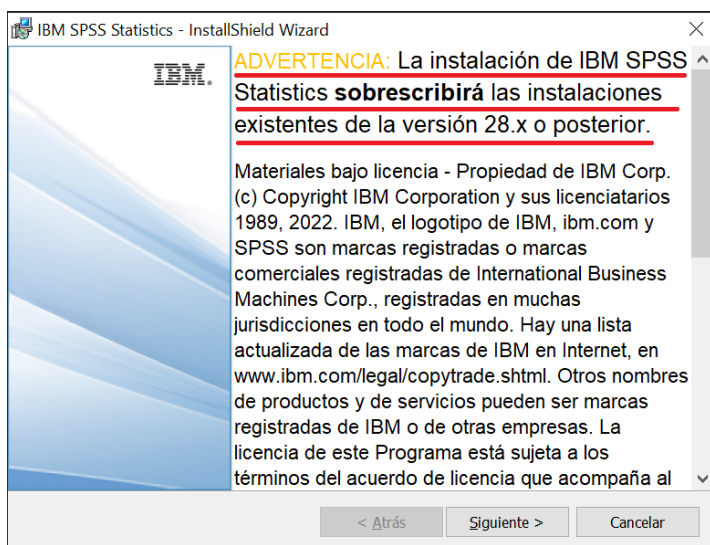 IBM SPSS Statistics - InstallShield Wizard
IBM.
ADVERTENCIA: La instalación de IBM SPSS
Statistics sobrescribirá las instalaciones
existentes de la versión 28.x o posterior.
Materiales bajo licencia - Propiedad de IBM Corp.
(c) Copyright IBM Corporation y sus licenciatarios
1989, 2022. IBM, el logotipo de IBM, ibm.com y
SPSS son marcas registradas o marcas
comerciales registradas de International Business
Machines Corp., registradas en muchas
jurisdicciones en todo el mundo. Hay una lista
actualizada de las marcas de IBM en Internet, en
www.ibm.com/legal/copytrade.shtml. Otros nombres
de productos y de servicios pueden ser marcas
registradas de IBM o de otras empresas. La
licencia de este Programa está sujeta a los
términos del acuerdo de licencia que acompaña al
< Atrás
Siguiente >
Cancelar